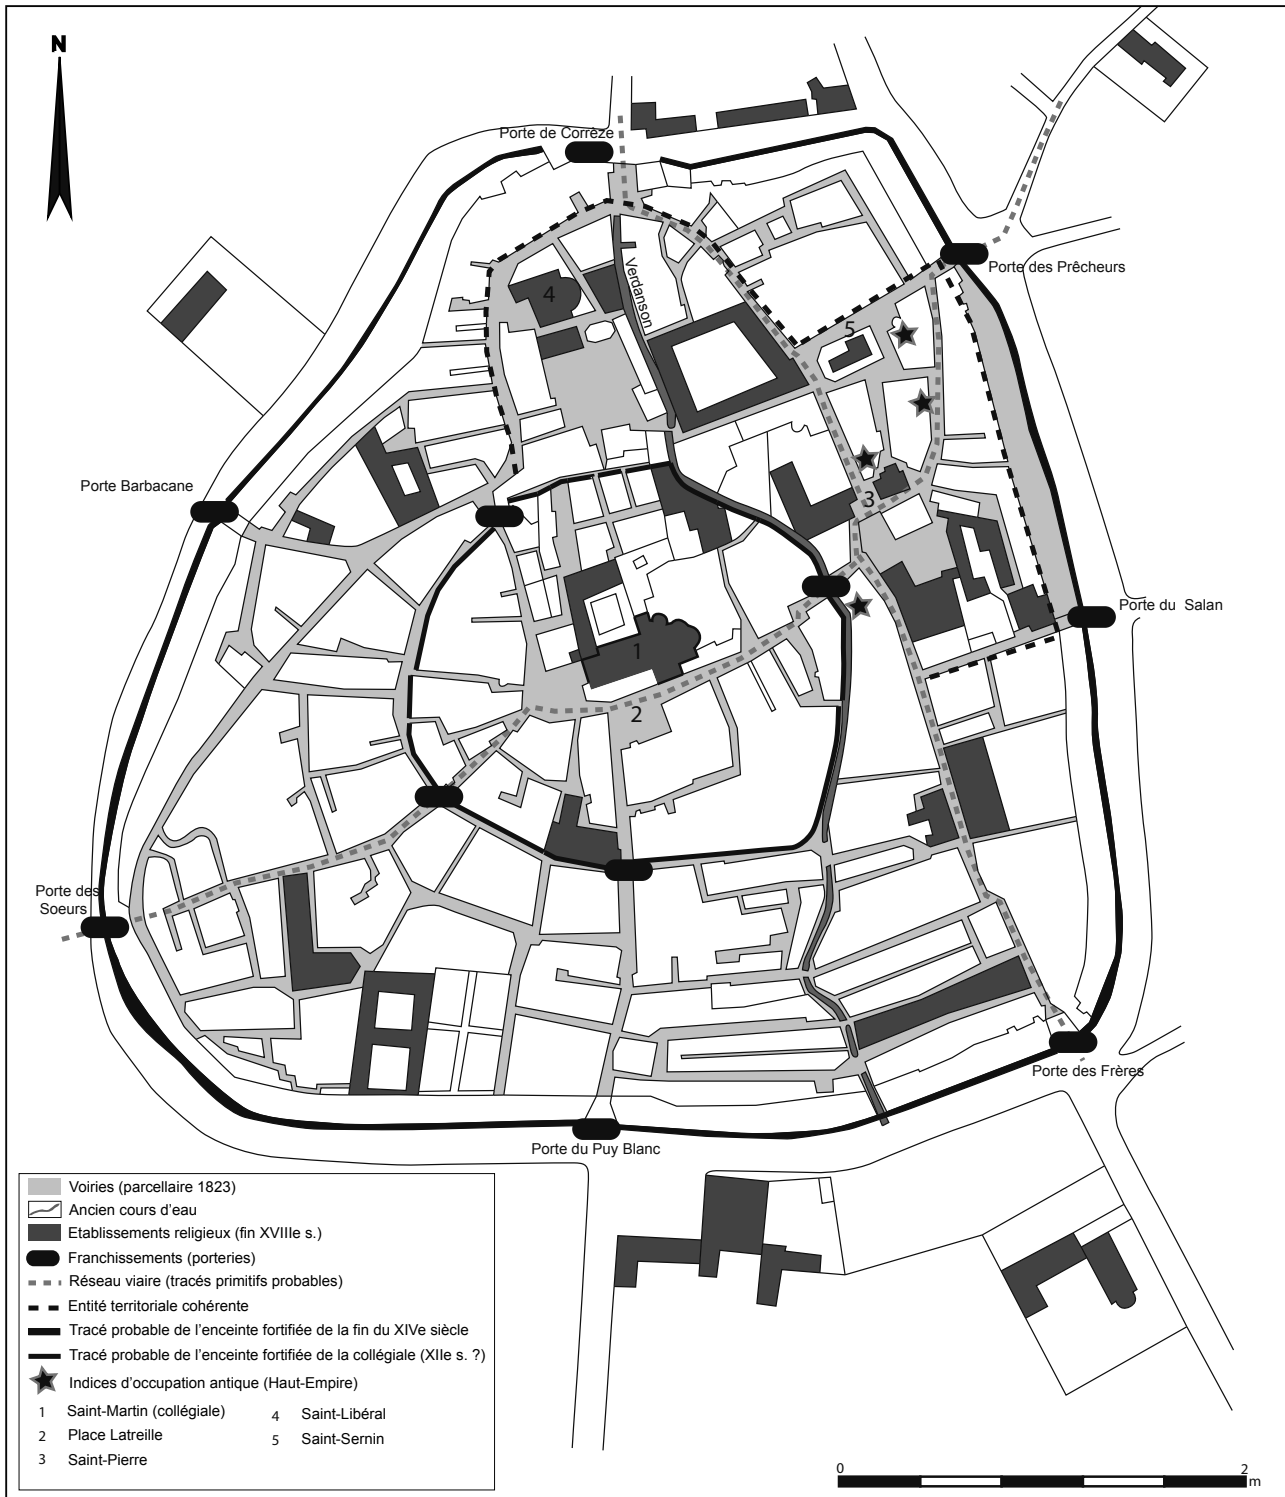 N
Porte de Corrèze
Porte des Prêcheurs
Verdanson
4
5
Porte Barbacane
3
Porte du Salan
1
2
Porte des
Soeurs
Porte des Frères
Porte du Puy Blanc
Voiries (parcellaire 1823)
Ancien cours d'eau
Etablissements religieux (fin XVIIIe s.)
Franchissements (porteries)
Réseau viaire (tracés primitifs probables)
Entité territoriale cohérente
Tracé probable de l'enceinte fortifiée de la fin du XIVe siècle
Tracé probable de l'enceinte fortifiée de la collégiale (XIIe s. ?)
Indices d'occupation antique (Haut-Empire)
1 Saint-Martin (collégiale)
2 Place Latreille
3 Saint-Pierre
4 Saint-Libéral
5 Saint-Sernin
0 2
m